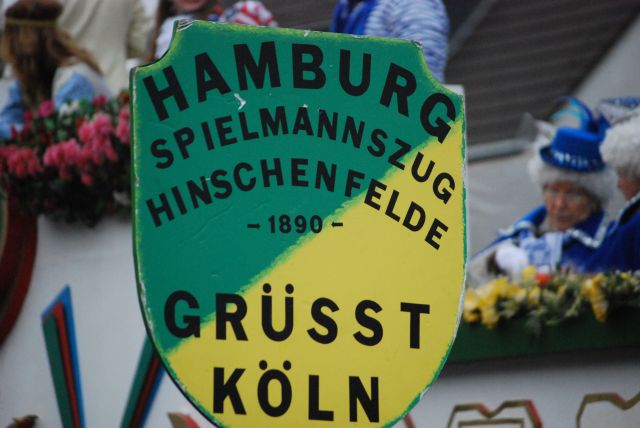 HAMBURG
SPIELMANNSZUG
HINSCHENFELDE
- 1890 -
GRÜSST
KÖLN